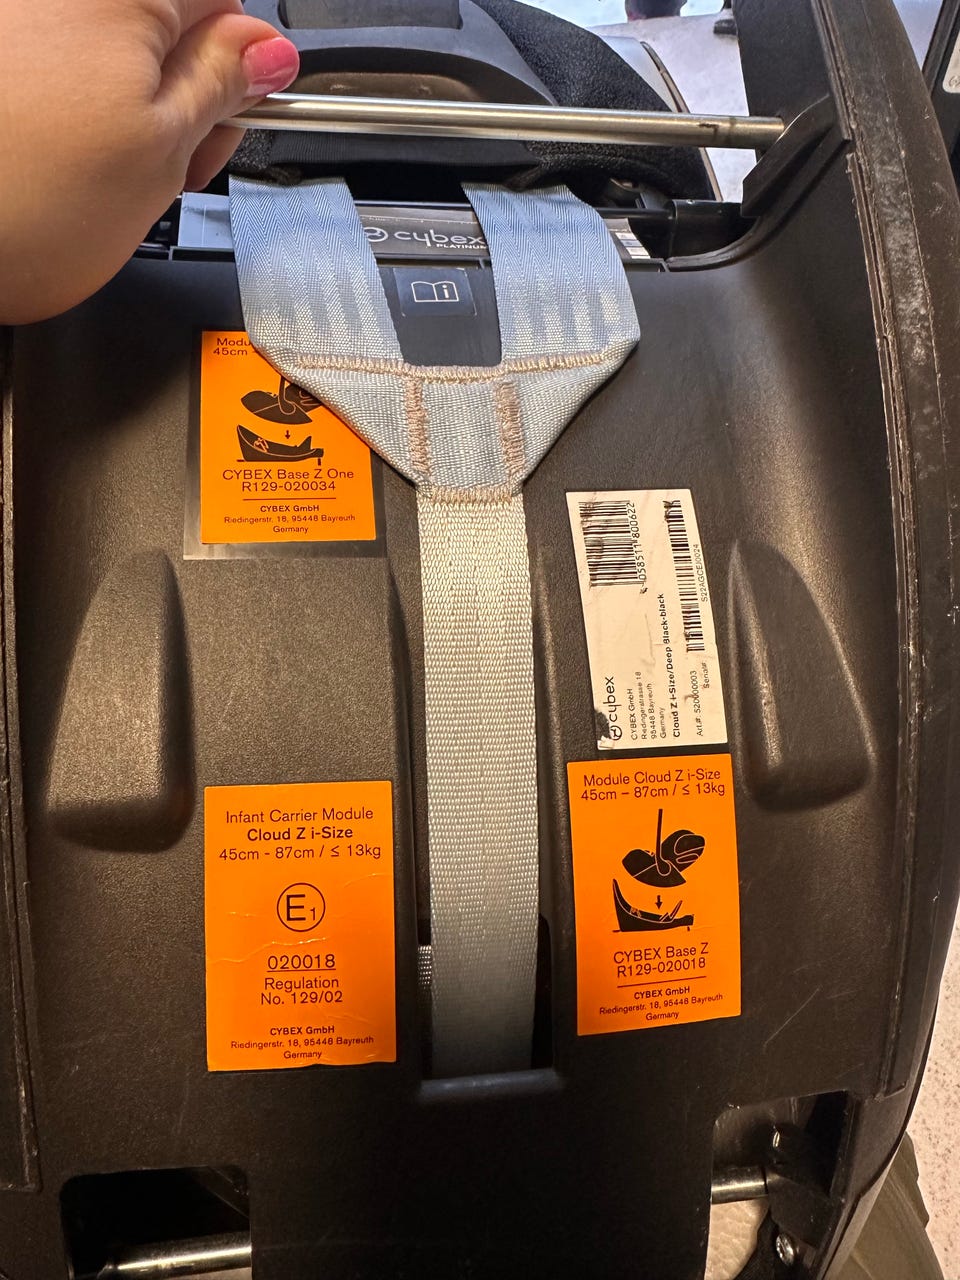 cybex
PLATINUM
i
45cm -
CYBEX Base Z One
R129-020034
CYBEX GmbH
Riedingerstr. 18, 95448 Bayreuth
Germany
cybex
CYBEX GmbH
Riedingerstrasse 18
95448 Bayreuth
Germany
Cloud Z i-Size/Deep Black-black
Art.#: 520000003
Serial#:
Infant Carrier Module
Cloud Z i-Size
45cm - 87cm / ≤ 13kg
E1
020018
Regulation
No. 129/02
CYBEX GmbH
Riedingerstr. 18, 95448 Bayreuth
Germany
Module Cloud Z i-Size
45cm – 87cm / ≤ 13kg
CYBEX Base Z
R129-020018
CYBEX GmbH
Riedingerstr. 18, 95448 Bayreuth
Germany